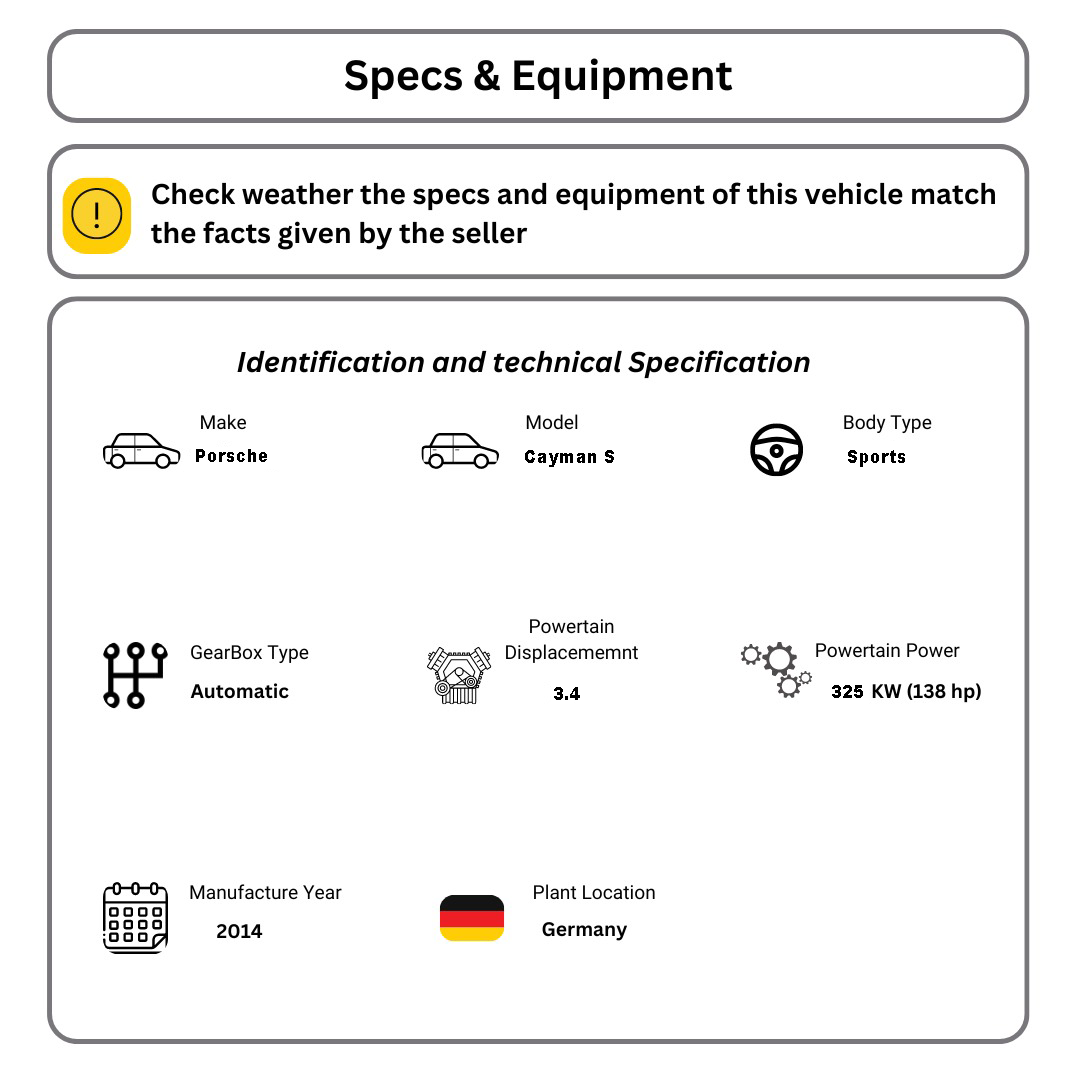 Specs & Equipment
Check weather the specs and equipment of this vehicle match
the facts given by the seller
Identification and technical Specification
Make
Porsche
Model
Cayman S
Body Type
Sports
GearBox Type
Automatic
Powertain
Displacememnt
3.4
Powertain Power
325 KW (138 hp)
Manufacture Year
2014
Plant Location
Germany